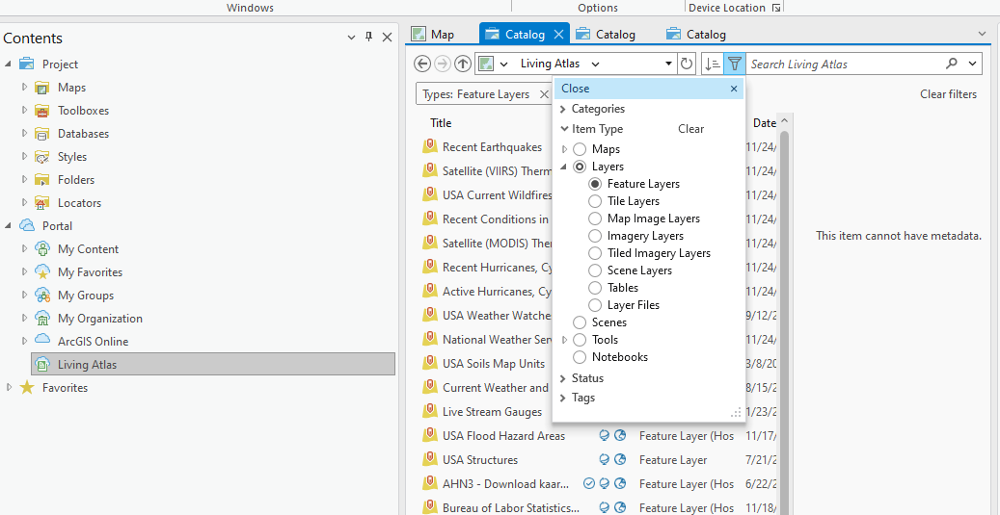 Windows
Options
Device Location
Contents
Project
Maps
Toolboxes
Databases
Styles
Folders
Locators
Portal
My Content
My Favorites
My Groups
My Organization
ArcGIS Online
Living Atlas
Favorites
Map
Catalog
Catalog
Catalog
Living Atlas
Search Living Atlas
Types: Feature Layers
Clear filters
Close
Categories
Item Type Clear
Maps
Layers
Feature Layers
Tile Layers
Map Image Layers
Imagery Layers
Tiled Imagery Layers
Scene Layers
Tables
Layer Files
Scenes
Tools
Notebooks
Status
Tags
Title Date
Recent Earthquakes 11/24/
Satellite (VIIRS) Therm 11/24/
USA Current Wildfires 11/24/
Recent Conditions in 11/24/
Satellite (MODIS) The 11/24/
Recent Hurricanes, Cy 11/24/
Active Hurricanes, Cy 11/24/
USA Weather Watche 9/12/2
National Weather Serv 11/24/
USA Soils Map Units 3/8/20
Current Weather and 8/15/2
Live Stream Gauges 1/23/2
USA Flood Hazard Areas Feature Layer (Hos 11/17/
USA Structures Feature Layer 7/21/2
AHN3 - Download kaar... Feature Layer (Hos 6/22/2
Bureau of Labor Statistics... Feature Layer (Hos 11/18/
This item cannot have metadata.